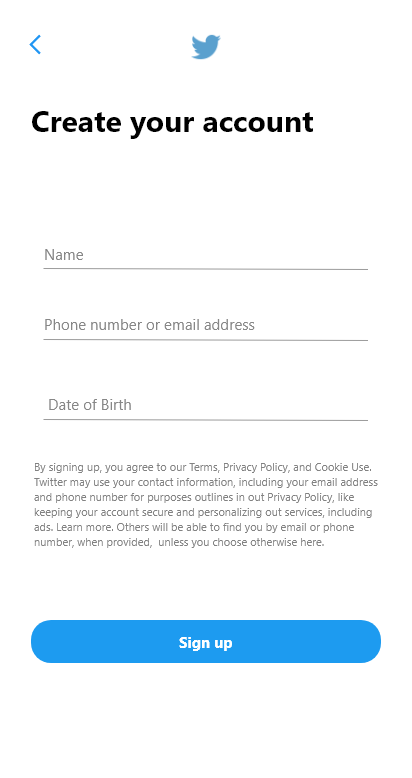 Create your account
Name
Phone number or email address
Date of Birth
By signing up, you agree to our Terms, Privacy Policy, and Cookie Use.
Twitter may use your contact information, including your email address
and phone number for purposes outlines in out Privacy Policy, like
keeping your account secure and personalizing out services, including
ads. Learn more. Others will be able to find you by email or phone
number, when provided,  unless you choose otherwise here.
Sign up